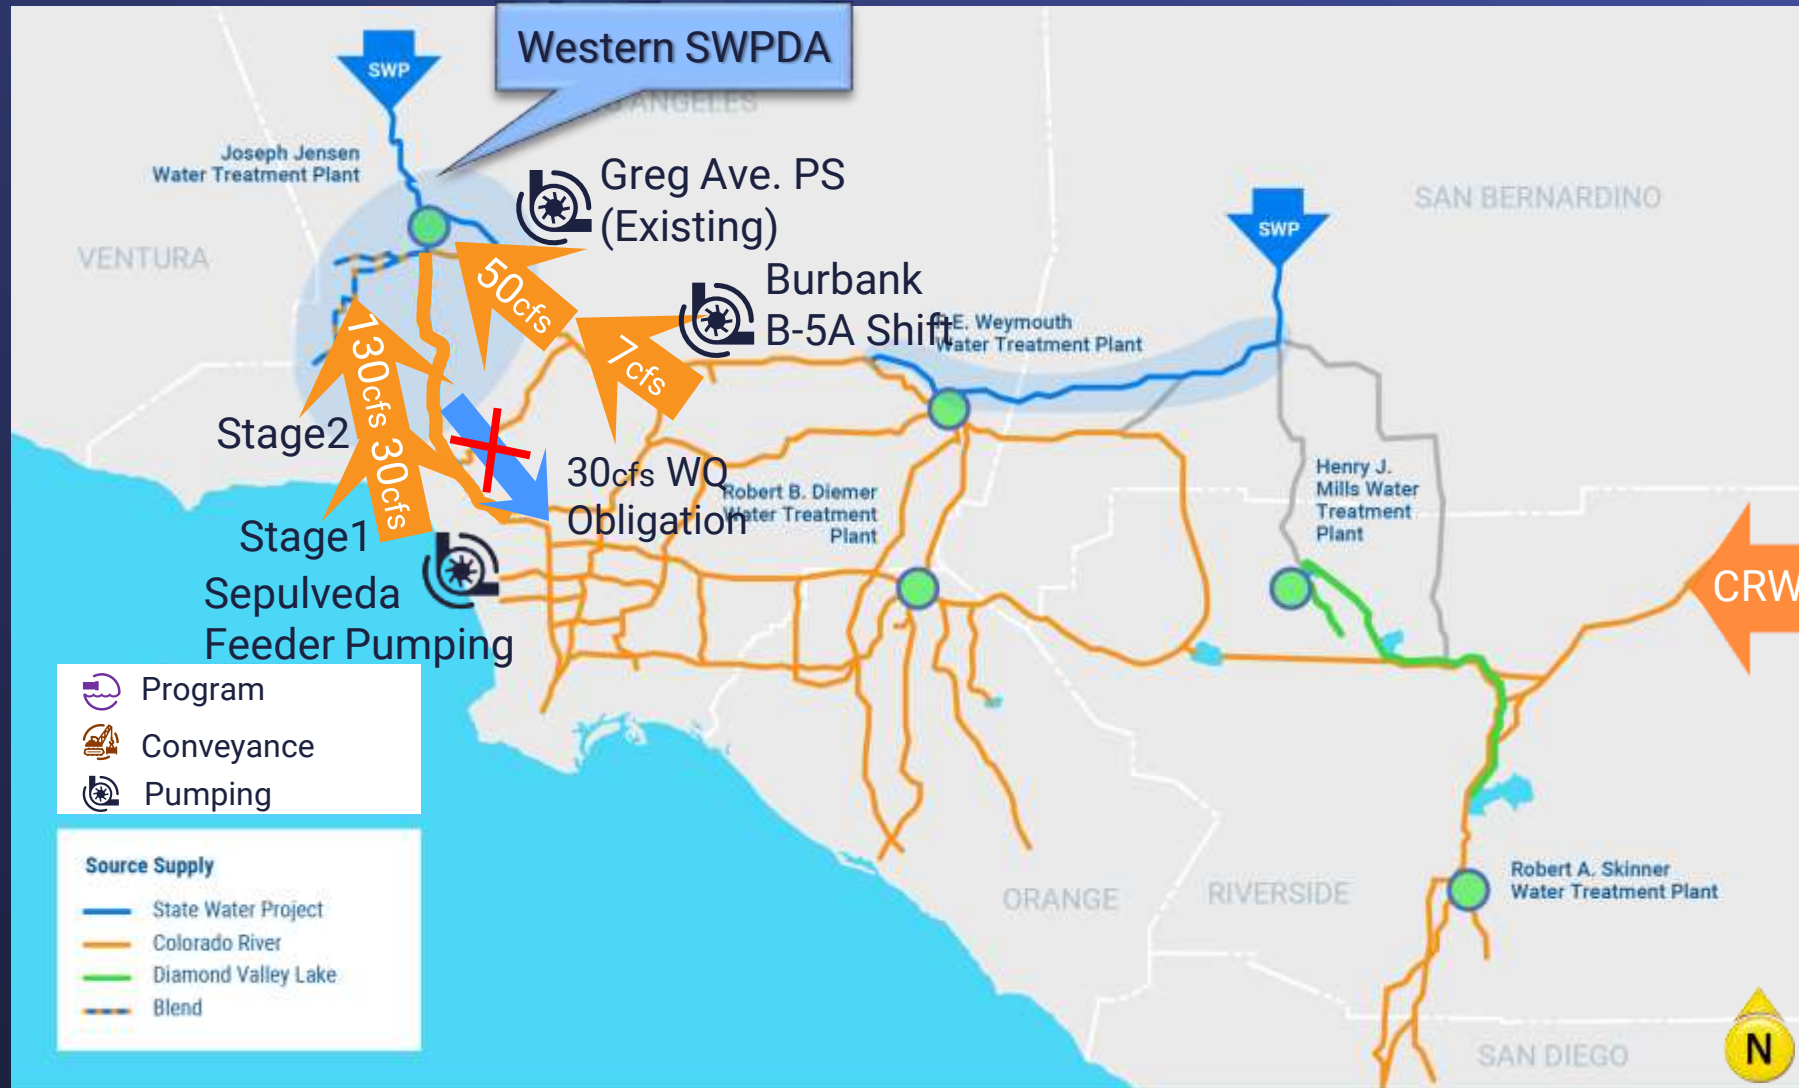 Western SWPDA
SWP
ANGELES
Joseph Jensen
Water Treatment Plant
Greg Ave. PS
(Existing)
SAN BERNARDINO
SWP
VENTURA
50cfs
Burbank
B-5A Shift
F.E. Weymouth
Water Treatment Plant
7cfs
130cfs
Stage2
30cfs
30cfs WQ
Obligation
Robert B. Diemer
Water Treatment
Plant
Henry J.
Mills Water
Treatment
Plant
Stage1
Sepulveda
Feeder Pumping
CRW
Program
Conveyance
Pumping
Source Supply
State Water Project
Colorado River
Diamond Valley Lake
Blend
ORANGE
RIVERSIDE
Robert A. Skinner
Water Treatment Plant
SAN DIEGO
N